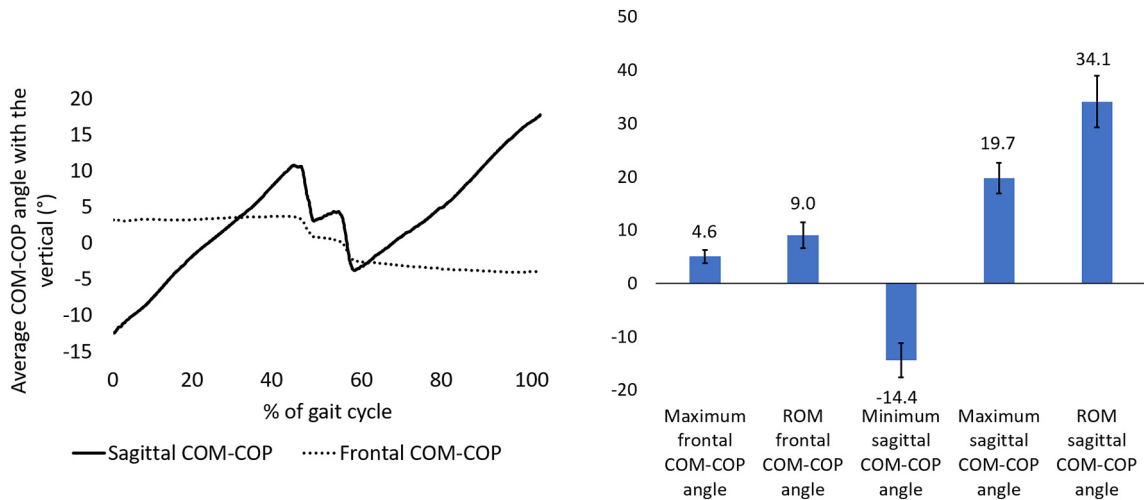 Average COM-COP angle with the
vertical (°)
20
15
10
5
0
-5
-10
-15
0 20 40 60 80 100
% of gait cycle
Sagittal COM-COP Frontal COM-COP
50
40
30
20
10
0
-10
-20
4.6
9.0
-14.4
19.7
34.1
Maximum
frontal
COM-COP
angle
ROM
frontal
COM-COP
angle
Minimum
sagittal
COM-COP
angle
Maximum
sagittal
COM-COP
angle
ROM
sagittal
COM-COP
angle